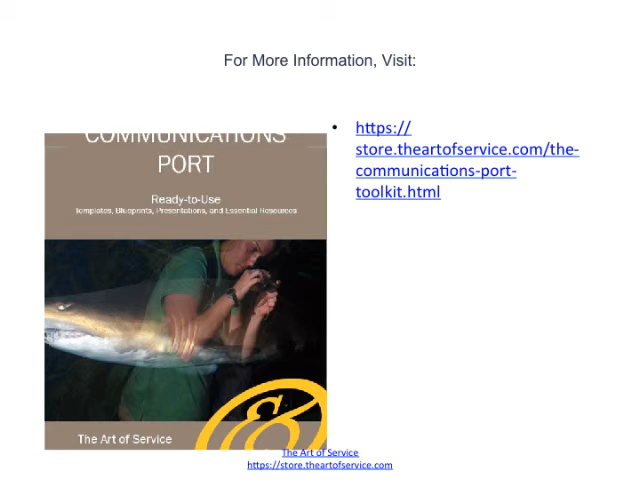 For More Information, Visit:
• https://
store.theartofservice.com/the-
communications-port-
toolkit.html
COMMUNICATIONS
PORT
Ready-to-Use
Templates, Blueprints, Presentations, and Essential Resources
The Art of Service
The Art of Service
https://store.theartofservice.com